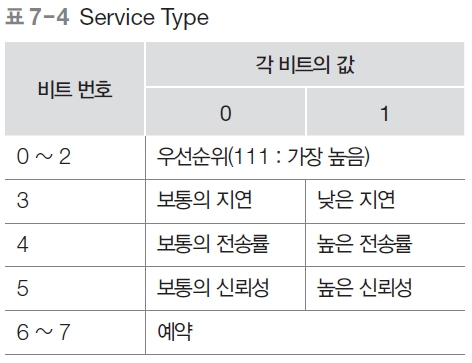 표 7-4 Service Type
비트 번호 각 비트의 값
0 1
0 ~ 2 우선순위(111 : 가장 높음)
3 보통의 지연 낮은 지연
4 보통의 전송률 높은 전송률
5 보통의 신뢰성 높은 신뢰성
6 ~ 7 예약